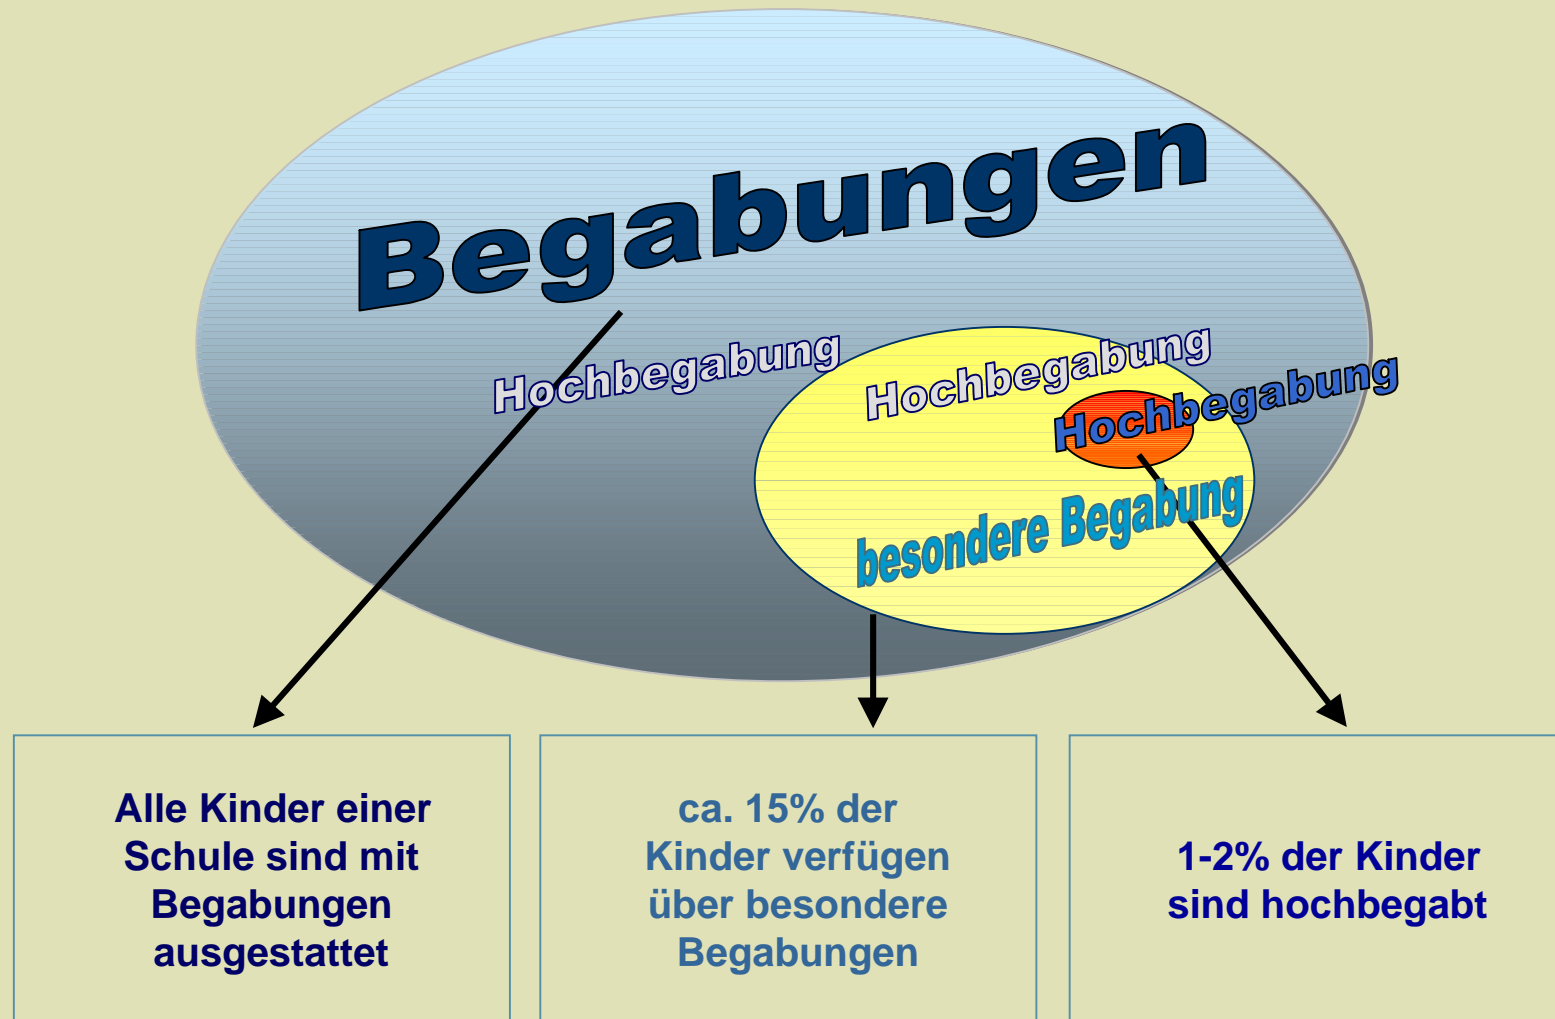 Begabungen
Hochbegabung
Hochbegabung
Hochbegabung
besondere Begabung
Alle Kinder einer
Schule sind mit
Begabungen
ausgestattet
ca. 15% der
Kinder verfügen
über besondere
Begabungen
1-2% der Kinder
sind hochbegabt